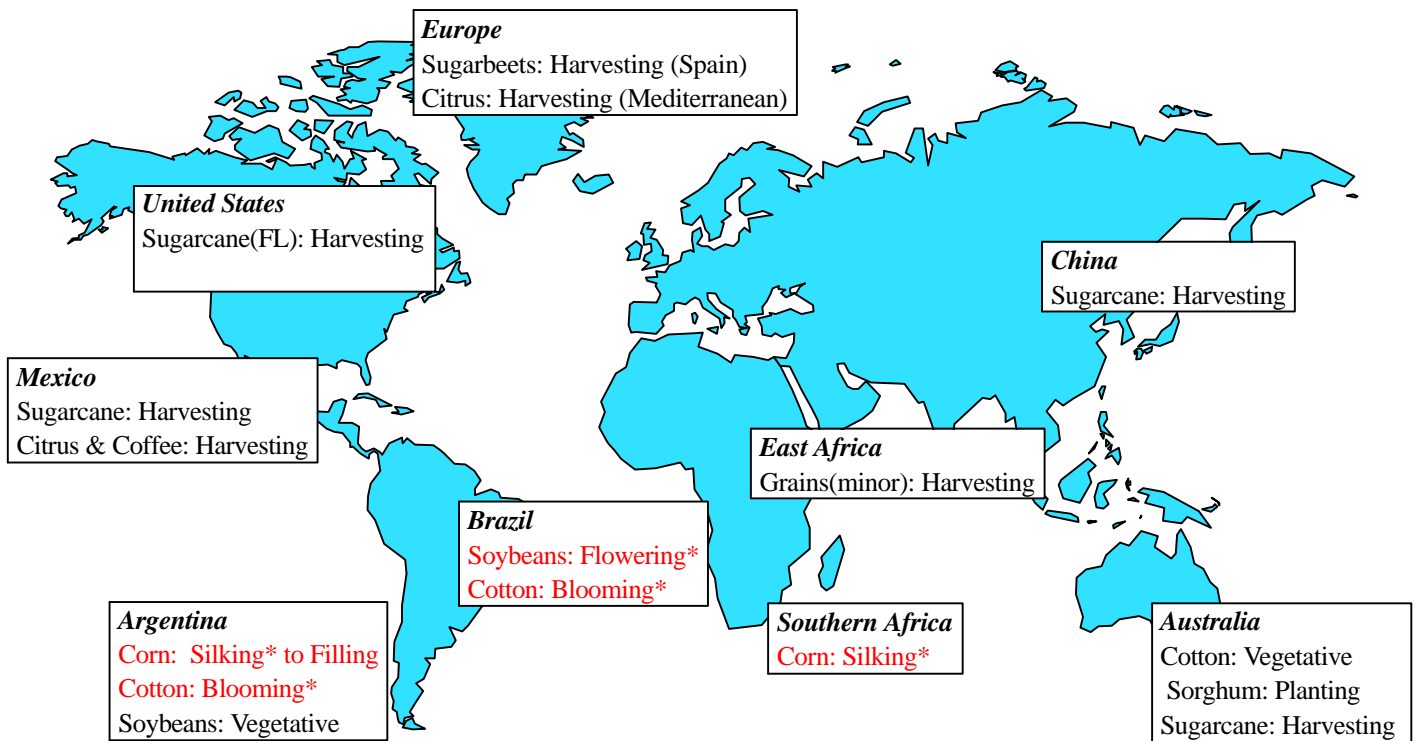 Europe
Sugarbeets: Harvesting (Spain)
Citrus: Harvesting (Mediterranean)
United States
Sugarcane(FL): Harvesting
China
Sugarcane: Harvesting
Mexico
Sugarcane: Harvesting
Citrus & Coffee: Harvesting
East Africa
Grains(minor): Harvesting
Brazil
Soybeans: Flowering*
Cotton: Blooming*
Argentina
Corn: Silking* to Filling
Cotton: Blooming*
Soybeans: Vegetative
Southern Africa
Corn: Silking*
Australia
Cotton: Vegetative
Sorghum: Planting
Sugarcane: Harvesting